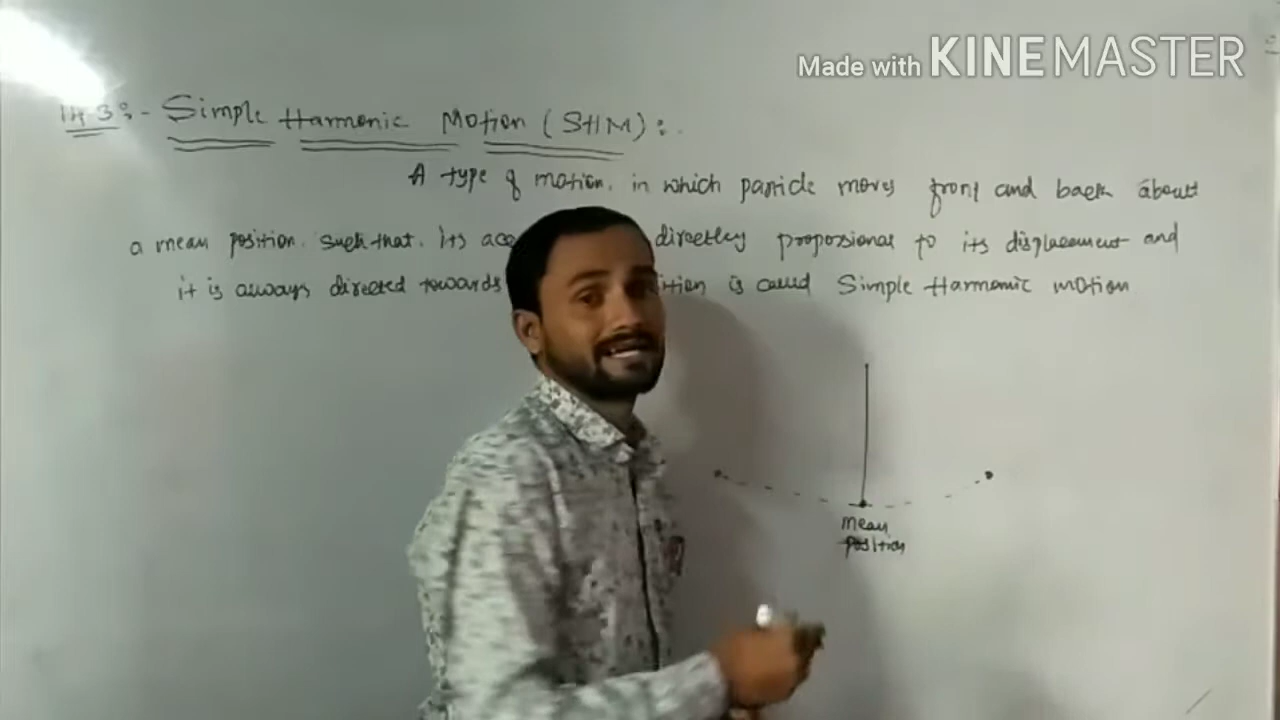 Made with KINEMASTER
14.3:- Simple Harmonic Motion (SHM):
A type of motion, in which particle moves front and back about
a mean position. such that. its directly proportional to its displacement and
it is always directed towards is called Simple Harmonic motion
mean
position